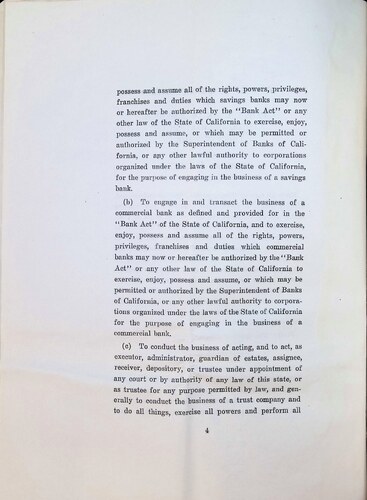 possess and assume all of the rights, powers, privileges,
franchises and duties which savings banks may now
or hereafter be authorized by the "Bank Act" or any
other law of the State of California to exercise, enjoy,
possess and assume, or which may be permitted or
authorized by the Superintendent of Banks of Cali-
fornia, or any other lawful authority to corporations
organized under the laws of the State of California,
for the purpose of engaging in the business of a savings
bank.
(b) To engage in and transact the business of a
commercial bank as defined and provided for in the
"Bank Act" of the State of California, and to exercise,
enjoy, possess and assume all of the rights, powers,
privileges, franchises and duties which commercial
banks may now or hereafter be authorized by the "Bank
Act" or any other law of the State of California to
exercise, enjoy, possess and assume, or which may be
permitted or authorized by the Superintendent of Banks
of California, or any other lawful authority to corpora-
tions organized under the laws of the State of California
for the purpose of engaging in the business of a
commercial bank.
(c) To conduct the business of acting, and to act, as
executor, administrator, guardian of estates, assignee,
receiver, depository, or trustee under appointment of
any court or by authority of any law of this state, or
as trustee for any purpose permitted by law, and gen-
erally to conduct the business of a trust company and
to do all things, exercise all powers and perform all
4